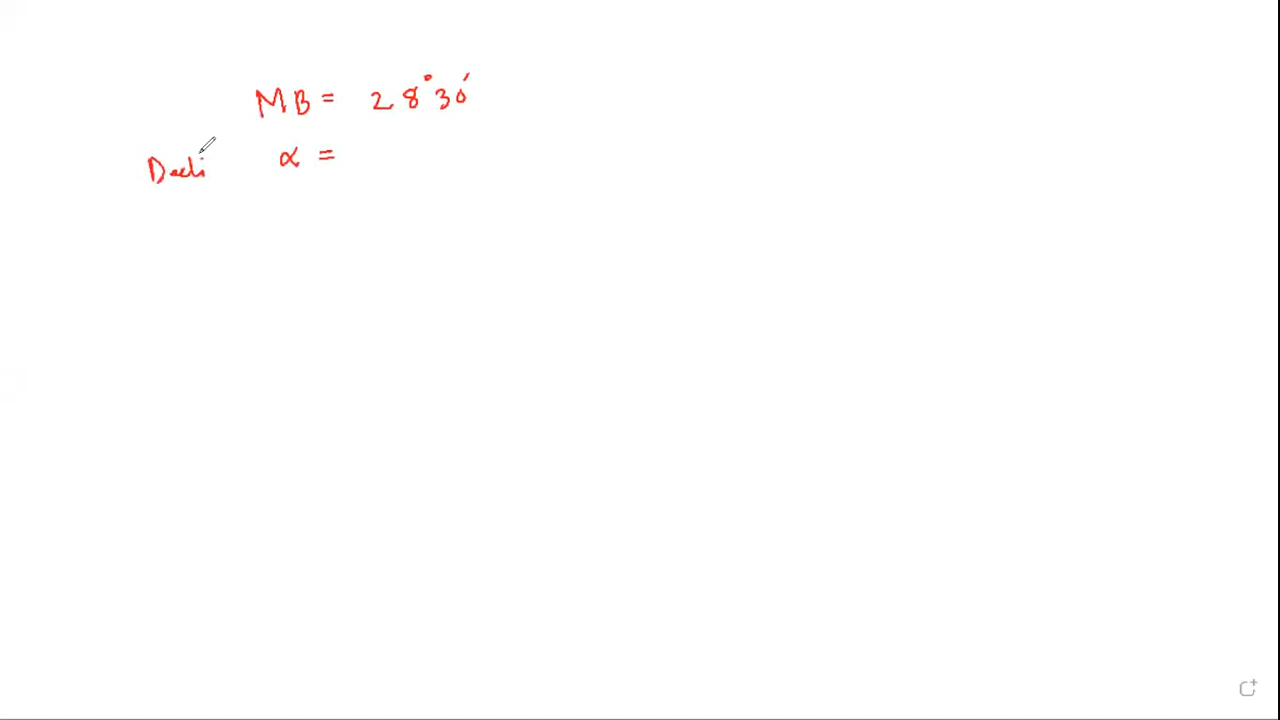 MB = 28°30'
Decli α =